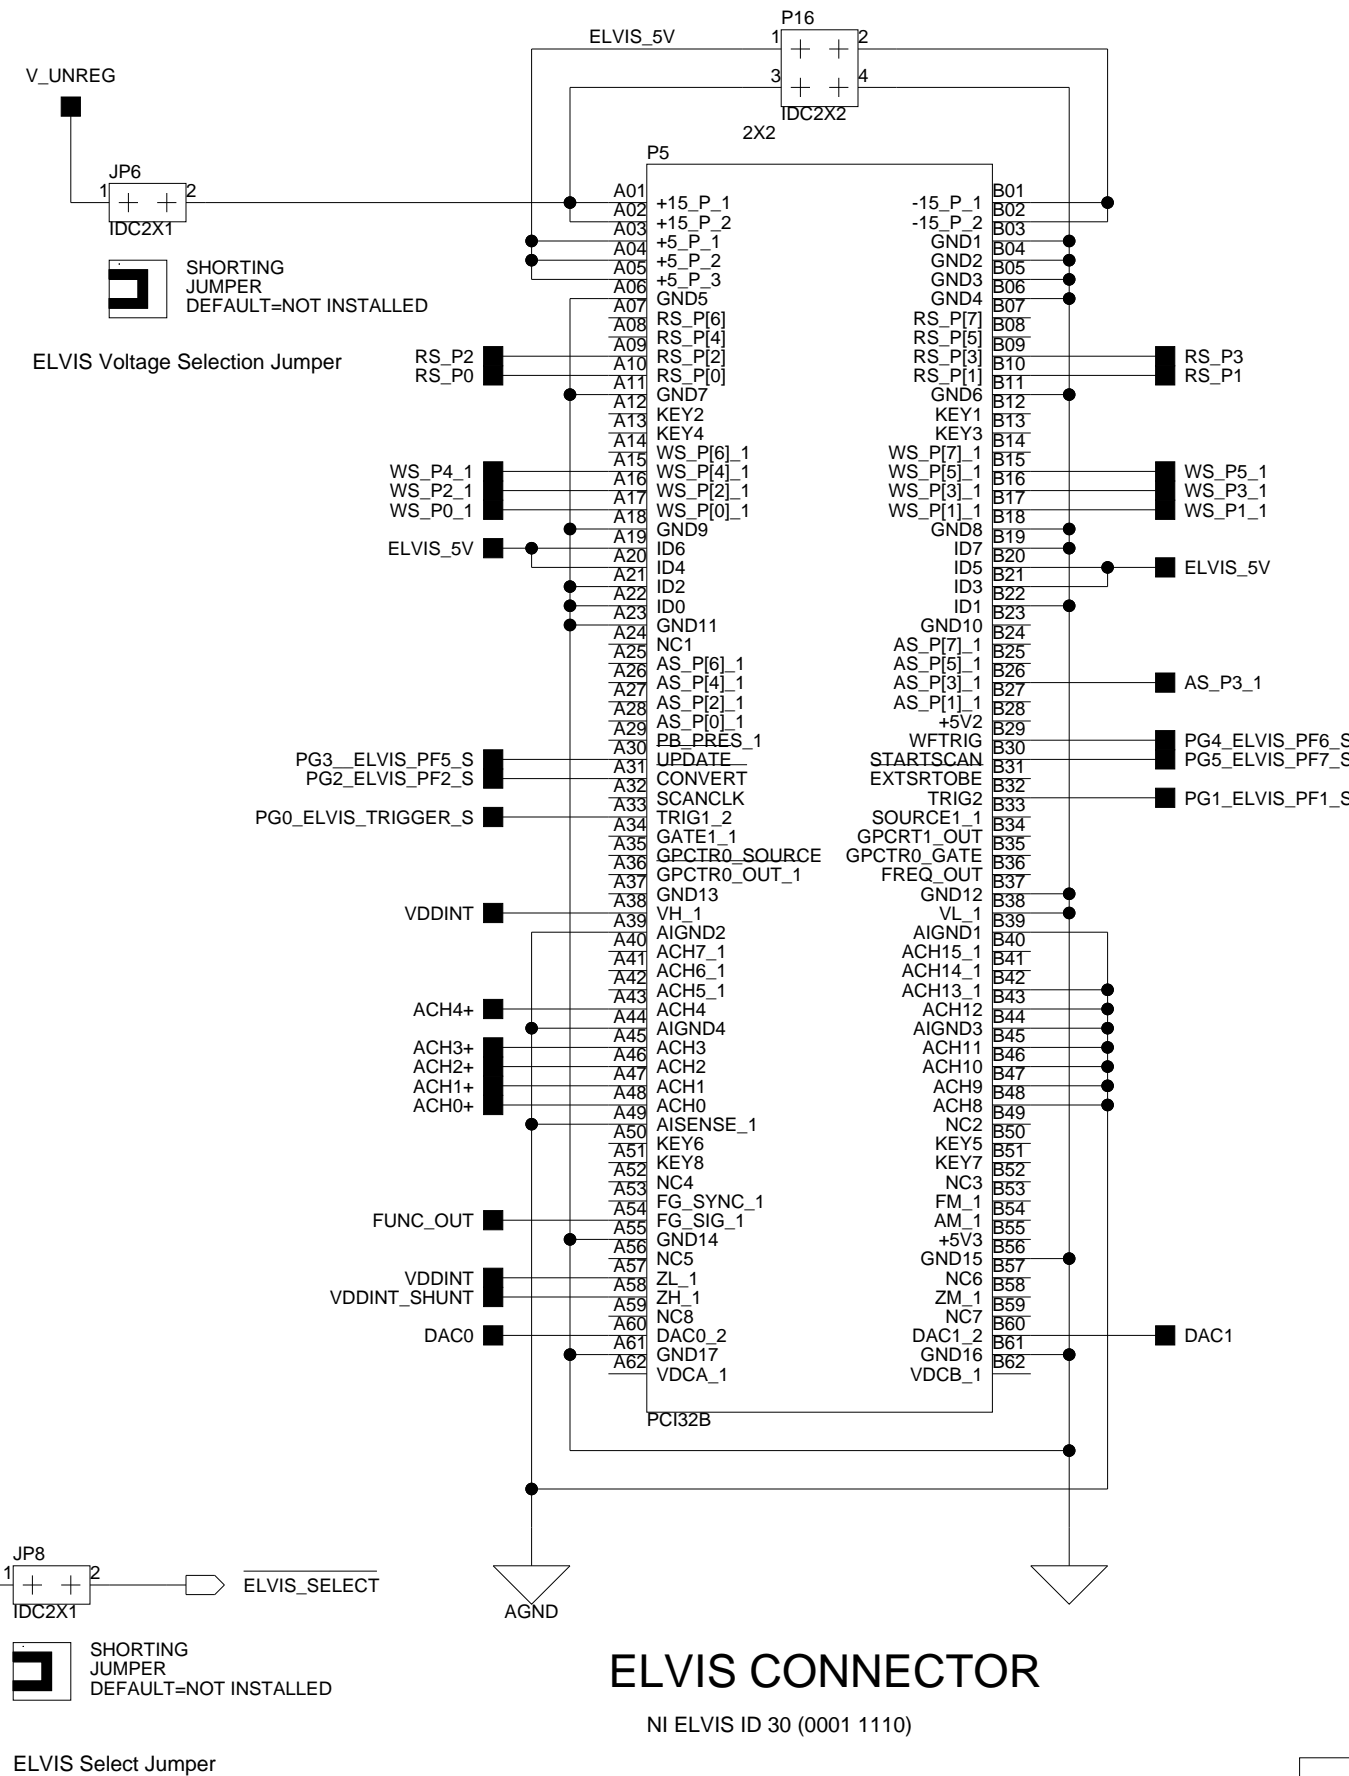 P16
ELVIS_5V
1
2
3
4
IDC2X2
2X2
V_UNREG
JP6
1
2
IDC2X1
SHORTING
JUMPER
DEFAULT=NOT INSTALLED
ELVIS Voltage Selection Jumper
P5
A01 +15_P_1 -15_P_1 B01
A02 +15_P_2 -15_P_2 B02
A03 +5_P_1 GND1 B03
A04 +5_P_2 GND2 B04
A05 +5_P_3 GND3 B05
A06 GND5 GND4 B06
A07 RS_P[6] RS_P[7] B07
A08 RS_P[4] RS_P[5] B08
RS_P2 A09 RS_P[2] RS_P[3] B09 RS_P3
RS_P0 A10 RS_P[0] RS_P[1] B10 RS_P1
A11 GND7 GND6 B11
A12 KEY2 KEY1 B12
A13 KEY4 KEY3 B13
A14 WS_P[6]_1 WS_P[7]_1 B14
WS_P4_1 A15 WS_P[4]_1 WS_P[5]_1 B15 WS_P5_1
WS_P2_1 A16 WS_P[2]_1 WS_P[3]_1 B16 WS_P3_1
WS_P0_1 A17 WS_P[0]_1 WS_P[1]_1 B17 WS_P1_1
A18 GND9 GND8 B18
ELVIS_5V A19 ID6 ID7 B19
A20 ID4 ID5 B20 ELVIS_5V
A21 ID2 ID3 B21
A22 ID0 ID1 B22
A23 GND11 GND10 B23
A24 NC1 AS_P[7]_1 B24
A25 AS_P[6]_1 AS_P[5]_1 B25
A26 AS_P[4]_1 AS_P[3]_1 B26 AS_P3_1
A27 AS_P[2]_1 AS_P[1]_1 B27
A28 AS_P[0]_1 +5V2 B28
A29 PB_PRES_1 WFTRIG B29 PG4_ELVIS_PF6_S
PG3__ELVIS_PF5_S A30 UPDATE STARTSCAN B30 PG5_ELVIS_PF7_S
PG2_ELVIS_PF2_S A31 CONVERT EXTSRTOBE B31
A32 SCANCLK TRIG2 B32 PG1_ELVIS_PF1_S
PG0_ELVIS_TRIGGER_S A33 TRIG1_2 SOURCE1_1 B33
A34 GATE1_1 GPCRT1_OUT B34
A35 GPCTR0_SOURCE GPCTR0_GATE B35
A36 GPCTR0_OUT_1 FREQ_OUT B36
A37 GND13 GND12 B37
VDDINT A38 VH_1 VL_1 B38
A39 AIGND2 AIGND1 B39
A40 ACH7_1 ACH15_1 B40
A41 ACH6_1 ACH14_1 B41
A42 ACH5_1 ACH13_1 B42
ACH4+ A43 ACH4 ACH12 B43
A44 AIGND4 AIGND3 B44
ACH3+ A45 ACH3 ACH11 B45
ACH2+ A46 ACH2 ACH10 B46
ACH1+ A47 ACH1 ACH9 B47
ACH0+ A48 ACH0 ACH8 B48
A49 AISENSE_1 NC2 B49
A50 KEY6 KEY5 B50
A51 KEY8 KEY7 B51
A52 NC4 NC3 B52
A53 FG_SYNC_1 FM_1 B53
FUNC_OUT A54 FG_SIG_1 AM_1 B54
A55 GND14 +5V3 B55
A56 NC5 GND15 B56
VDDINT A57 ZL_1 NC6 B57
VDDINT_SHUNT A58 ZH_1 ZM_1 B58
A59 NC8 NC7 B59
DAC0 A60 DAC0_2 DAC1_2 B60 DAC1
A61 GND17 GND16 B61
A62 VDCA_1 VDCB_1 B62
PCI32B
JP8
1
2
IDC2X1
ELVIS_SELECT
AGND
SHORTING
JUMPER
DEFAULT=NOT INSTALLED
ELVIS CONNECTOR
NI ELVIS ID 30 (0001 1110)
ELVIS Select Jumper